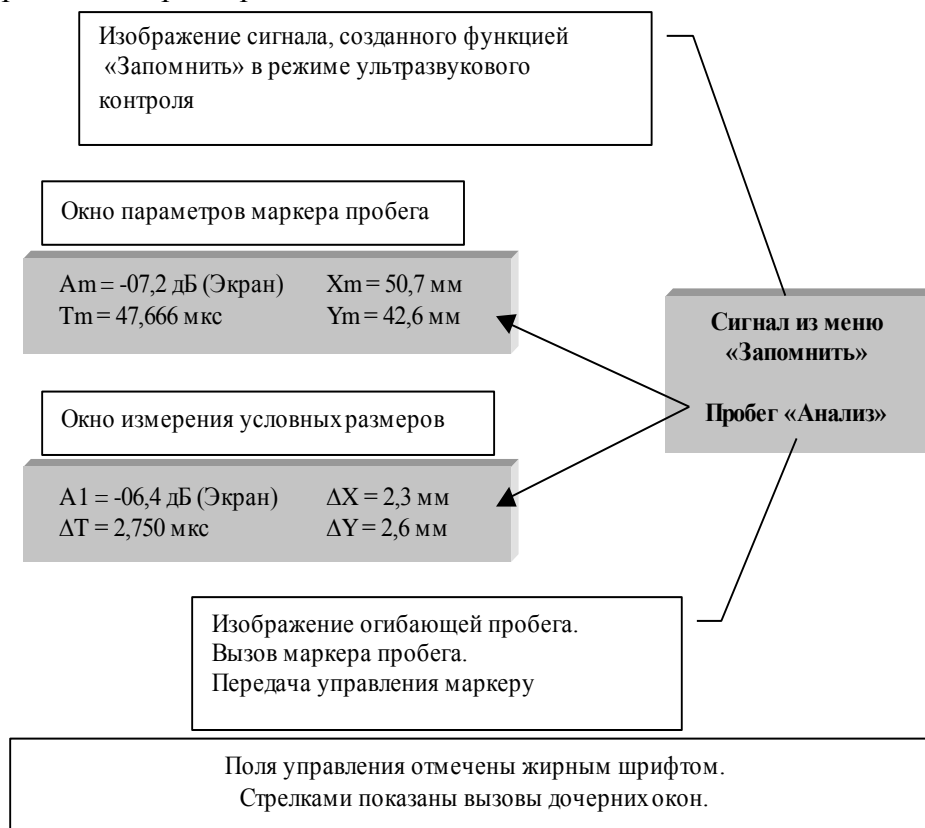 Изображение сигнала, созданного функцией
«Запомнить» в режиме ультразвукового
контроля
Окно параметров маркера пробега
Am = -07,2 дБ (Экран) Xm = 50,7 мм
Tm = 47,666 мкс Ym = 42,6 мм
Сигнал из меню
«Запомнить»
Пробег «Анализ»
Окно измерения условных размеров
A1 = -06,4 дБ (Экран) ΔX = 2,3 мм
ΔT = 2,750 мкс ΔY = 2,6 мм
Изображение огибающей пробега.
Вызов маркера пробега.
Передача управления маркеру
Поля управления отмечены жирным шрифтом.
Стрелками показаны вызовы дочерних окон.